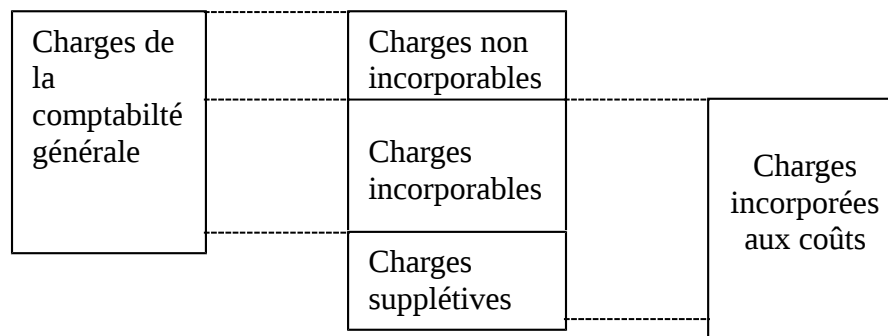 Charges de
la
comptabilté
générale
Charges non
incorporables
Charges
incorporables
Charges
supplétives
Charges
incorporées
aux coûts